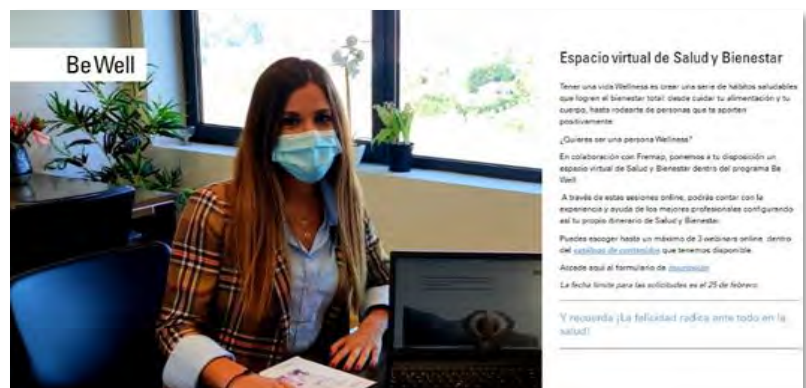 Be Well
Espacio virtual de Salud y Bienestar
Tener una vida Wellness es crear una serie de hábitos saludables
que logren el bienestar total: desde cuidar tu alimentación y tu
cuerpo, hasta rodearte de personas que te aporten
positivamente.
¿Quieres ser una persona Wellness?
En colaboración con Fremap, ponemos a tu disposición un
espacio virtual de Salud y Bienestar dentro del programa Be
Well.
A través de estas sesiones online, podrás contar con la
experiencia y ayuda de los mejores profesionales configurando
así tu propio itinerario de Salud y Bienestar.
Puedes escoger hasta un máximo de 3 webinars online, dentro
del catálogo de contenidos que tenemos disponible.
Accede aquí al formulario de inscripción
La fecha límite para las solicitudes es el 25 de febrero.
Y recuerda ¡La felicidad radica ante todo en la
salud!